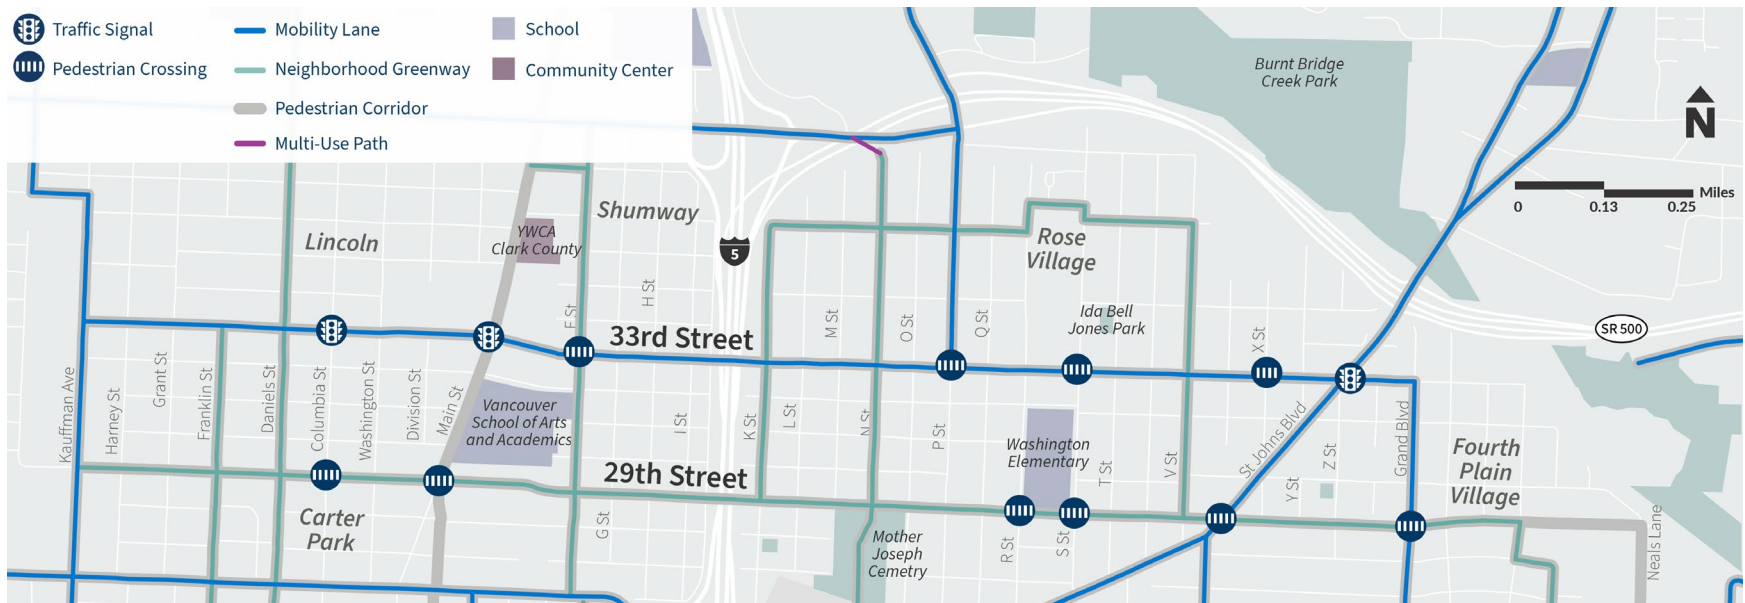 Traffic Signal
Pedestrian Crossing
Mobility Lane
Neighborhood Greenway
Pedestrian Corridor
Multi-Use Path
School
Community Center
Burnt Bridge
Creek Park
N
Miles
0
0.13
0.25
Shumway
Lincoln
YWCA
Clark County
5
Rose
Village
Ida Bell
Jones Park
SR 500
H St
F St
M St
O St
Q St
X St
33rd Street
Kauffman Ave
Harney St
Grant St
Franklin St
Daniels St
Columbia St
Washington St
Division St
Main St
Vancouver
School of Arts
and Academics
I St
K St
L St
N St
P St
Washington
Elementary
T St
V St
St Johns Blvd
Y St
Z St
Grand Blvd
Fourth
Plain
Village
29th Street
Carter
Park
G St
Mother
Joseph
Cemetry
R St
S St
Neals Lane